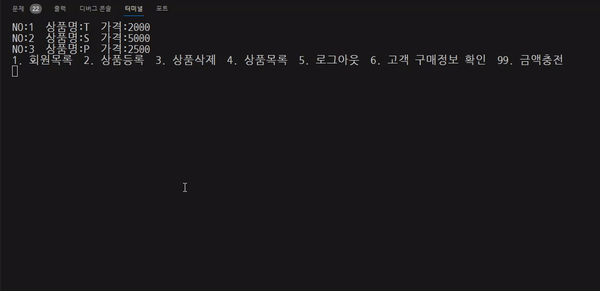 문제 22 출력 디버그 콘솔 터미널 포트
NO:1 상품명:T 가격:2000
NO:2 상품명:S 가격:5000
NO:3 상품명:P 가격:2500
1. 회원목록 2. 상품등록 3. 상품삭제 4. 상품목록 5. 로그아웃 6. 고객 구매정보 확인 99. 금액충전